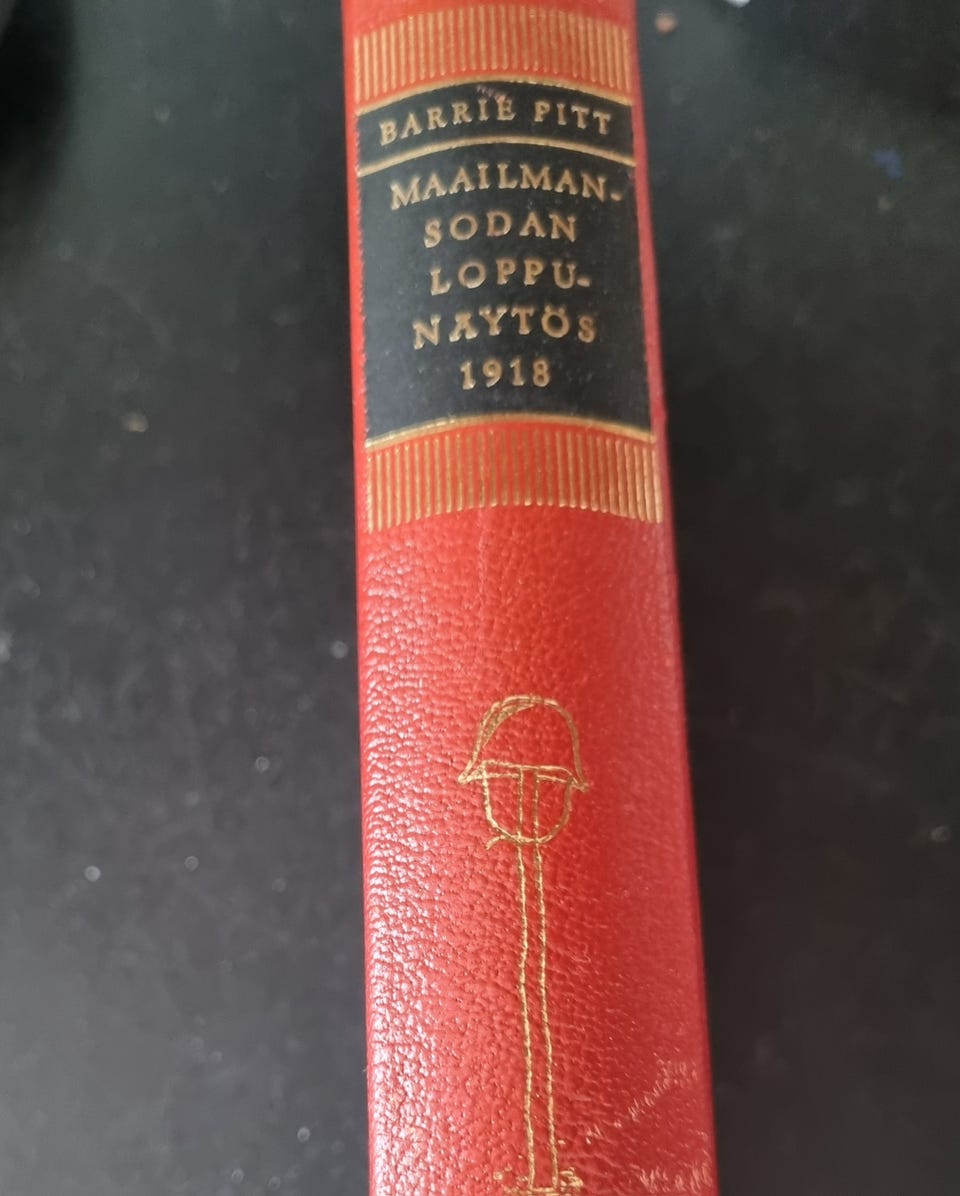 BARRIE PITT
MAAILMAN-
SODAN
LOPPU-
NÄYTÖS
1918